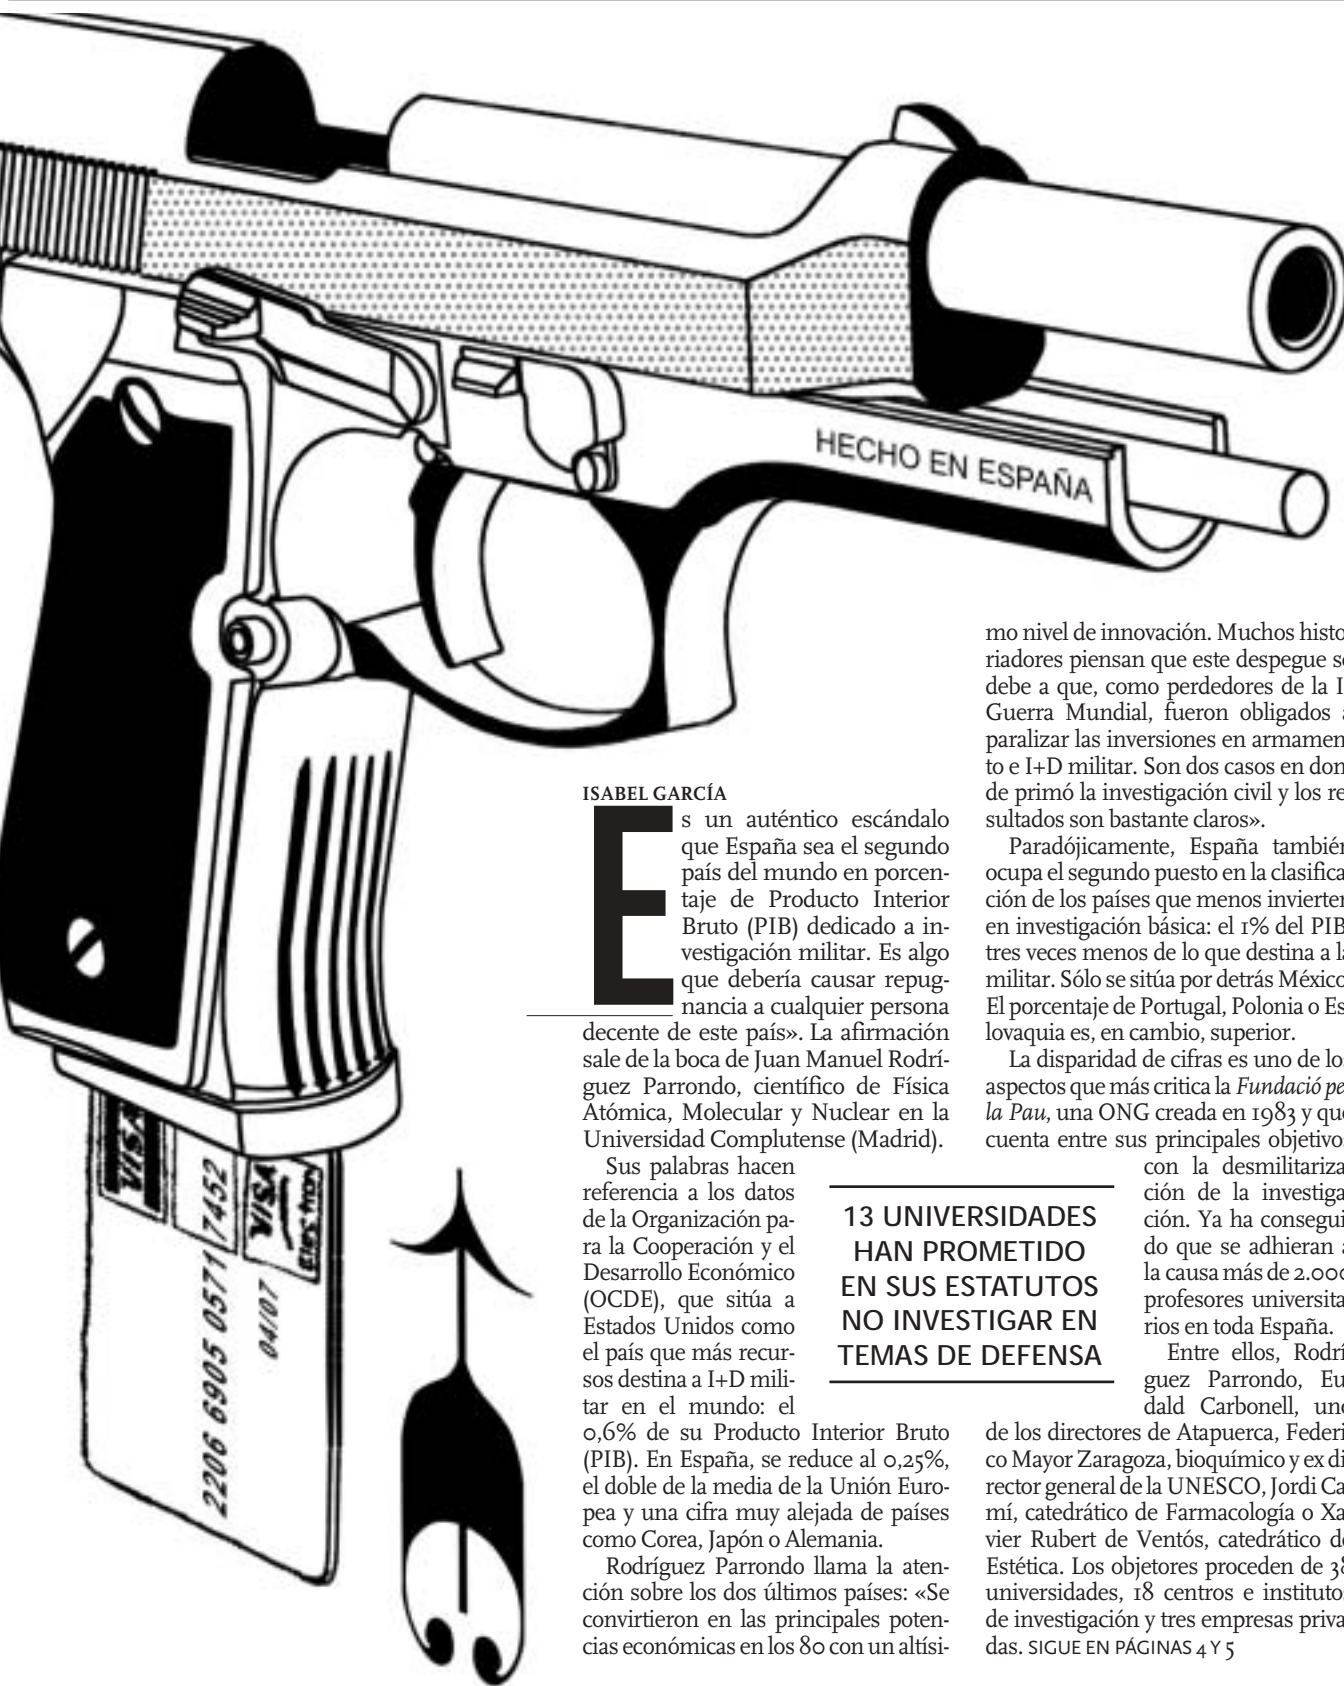 HECHO EN ESPAÑA
VISA
7452
VISA
Electron
2206 6905 0571
04/07
ISABEL GARCÍA
Es un auténtico escándalo
que España sea el segundo
país del mundo en porcen-
taje de Producto Interior
Bruto (PIB) dedicado a in-
vestigación militar. Es algo
que debería causar repug-
nancia a cualquier persona
decente de este país». La afirmación
sale de la boca de Juan Manuel Rodrí-
guez Parrondo, científico de Física
Atómica, Molecular y Nuclear en la
Universidad Complutense (Madrid).
Sus palabras hacen
referencia a los datos
de la Organización pa-
ra la Cooperación y el
Desarrollo Económico
(OCDE), que sitúa a
Estados Unidos como
el país que más recur-
sos destina a I+D mili-
tar en el mundo: el
0,6% de su Producto Interior Bruto
(PIB). En España, se reduce al 0,25%,
el doble de la media de la Unión Euro-
pea y una cifra muy alejada de países
como Corea, Japón o Alemania.
Rodríguez Parrondo llama la aten-
ción sobre los dos últimos países: «Se
convirtieron en las principales poten-
cias económicas en los 80 con un altísi-
mo nivel de innovación. Muchos histo
riadores piensan que este despegue se
debe a que, como perdedores de la I
Guerra Mundial, fueron obligados a
paralizar las inversiones en armamen
to e I+D militar. Son dos casos en don
de primó la investigación civil y los re
sultados son bastante claros».
Paradójicamente, España también
ocupa el segundo puesto en la clasifica
ción de los países que menos invierten
en investigación básica: el 1% del PIB
tres veces menos de lo que destina a la
militar. Sólo se sitúa por detrás México
El porcentaje de Portugal, Polonia o Es
lovaquia es, en cambio, superior.
La disparidad de cifras es uno de lo
aspectos que más critica la Fundació pe
la Pau, una ONG creada en 1983 y que
cuenta entre sus principales objetivo
con la desmilitariza
ción de la investiga
ción. Ya ha consegui
do que se adhieran a
la causa más de 2.000
profesores universita
rios en toda España.
Entre ellos, Rodrí
guez Parrondo, Eu
dald Carbonell, uno
de los directores de Atapuerca, Federi
co Mayor Zaragoza, bioquímico y ex di
rector general de la UNESCO, Jordi Ca
mí, catedrático de Farmacología o Xa
vier Rubert de Ventós, catedrático de
Estética. Los objetores proceden de 38
universidades, 18 centros e instituto
de investigación y tres empresas priva
das. SIGUE EN PÁGINAS 4 Y 5
13 UNIVERSIDADES
HAN PROMETIDO
EN SUS ESTATUTOS
NO INVESTIGAR EN
TEMAS DE DEFENSA